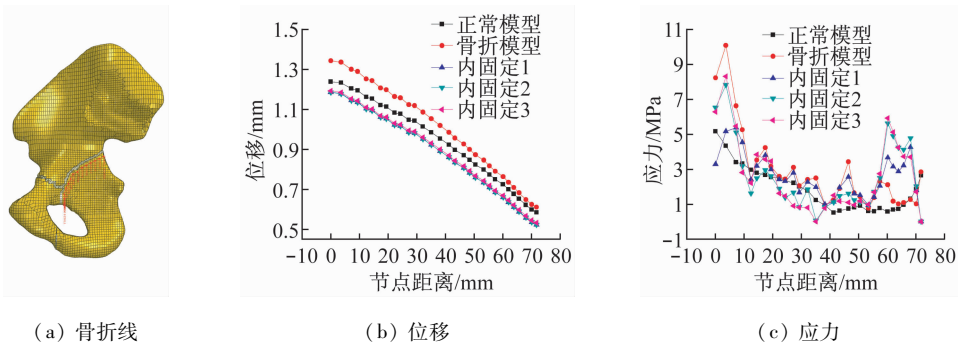 正常模型
骨折模型
内固定1
内固定2
内固定3
1.5
1.3
1.1
0.9
0.7
0.5
位移/mm
-10 0 10 20 30 40 50 60 70 80
节点距离/mm
正常模型
骨折模型
内固定1
内固定2
内固定3
11
9
7
5
3
1
-1
应力/MPa
-10 0 10 20 30 40 50 60 70 80
节点距离/mm
(a) 骨折线
(b) 位移
(c) 应力